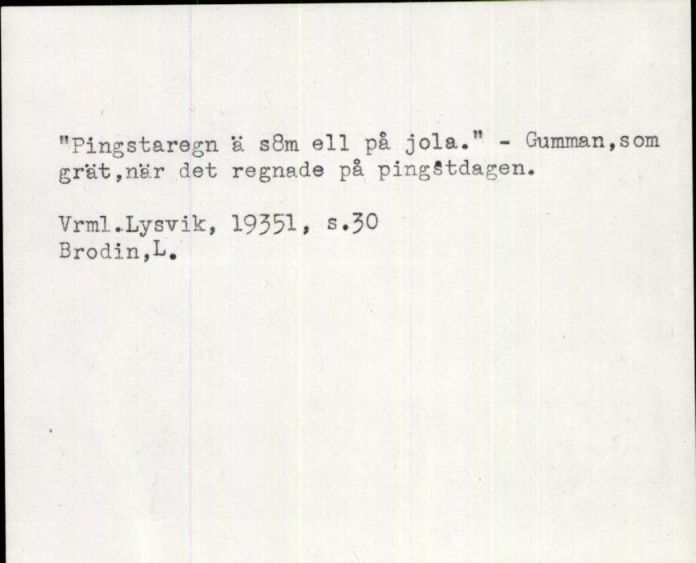 "Pingstaregn ä s8m ell på jola." - Gumman,som
grät,när det regnade på pingstdagen.
Vrml.Lysvik, 19351, s.30
Brodin,L.